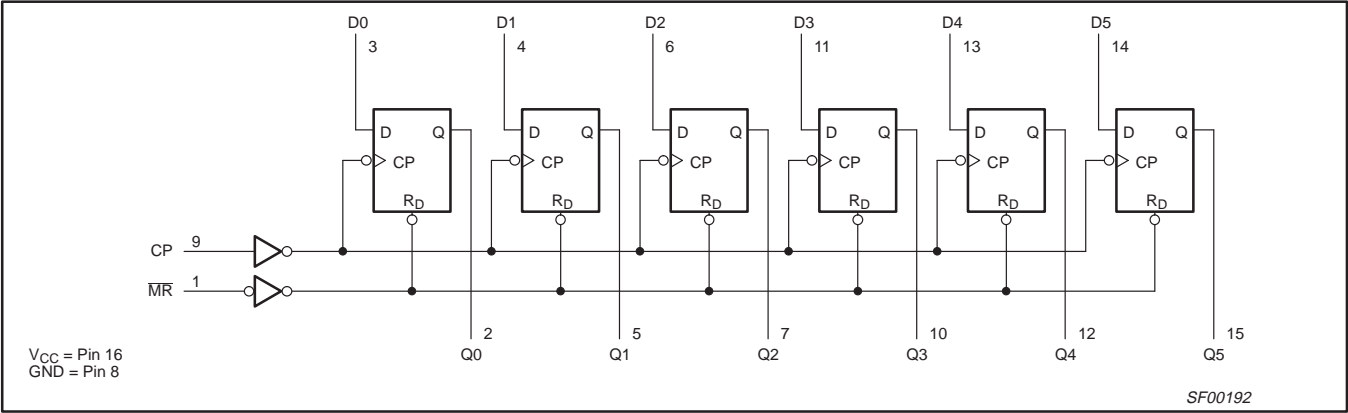 D0 D1 D2 D3 D4 D5
3 4 6 11 13 14
D Q D Q D Q D Q D Q D Q
CP CP CP CP CP CP
RD RD RD RD RD RD
CP 9
MR 1
2 5 7 10 12 15
Q0 Q1 Q2 Q3 Q4 Q5
VCC = Pin 16
GND = Pin 8
SF00192